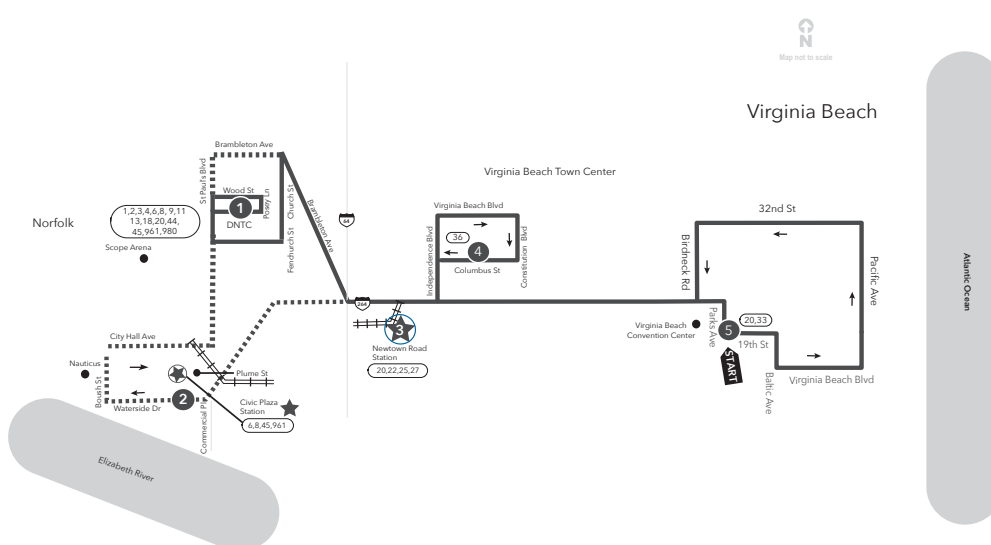 N
Map not to scale
Virginia Beach
Brambleton Ave
St Paul's Blvd
Wood St
1
Posey Ln
DNTC
Church St
Fenchurch St
Brambleton Ave
64
1,2,3,4,6,8, 9,11
13,18,20,44,
45,961,980
Norfolk
Scope Arena
Virginia Beach Town Center
Virginia Beach Blvd
36
4
Independence Blvd
Constitution Blvd
Columbus St
32nd St
Birdneck Rd
Pacific Ave
Atlantic Ocean
264
3
Newtown Road
Station
20,22,25,27
Virginia Beach
Convention Center
Parks Ave
5
20,33
19th St
START
Baltic Ave
Virginia Beach Blvd
City Hall Ave
Nauticus
Boush St
Plume St
2
Waterside Dr
Commercial Pl
Civic Plaza
Station
6,8,45,961
Elizabeth River